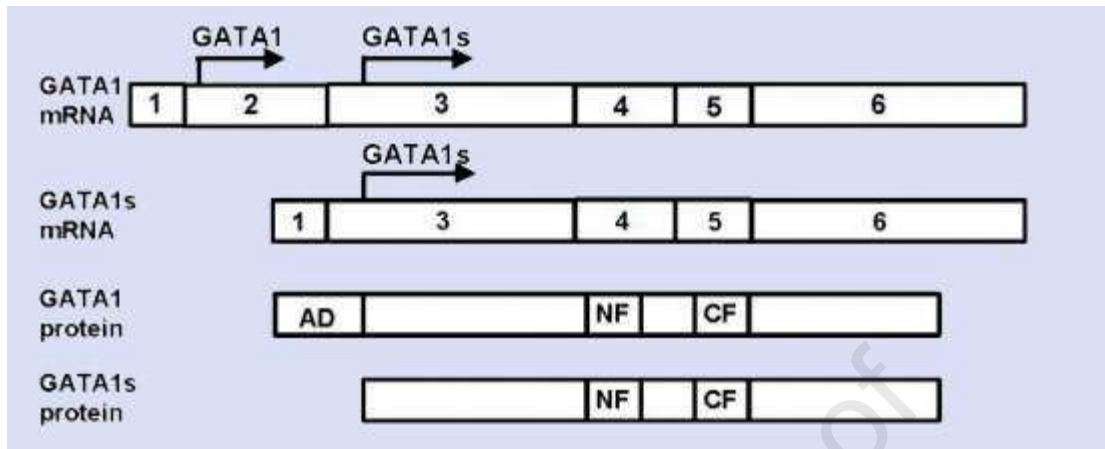 GATA1 GATA1s
GATA1 mRNA 1 2 3 4 5 6
GATA1s
GATA1s mRNA 1 3 4 5 6
GATA1 protein AD NF CF
GATA1s protein NF CF
of